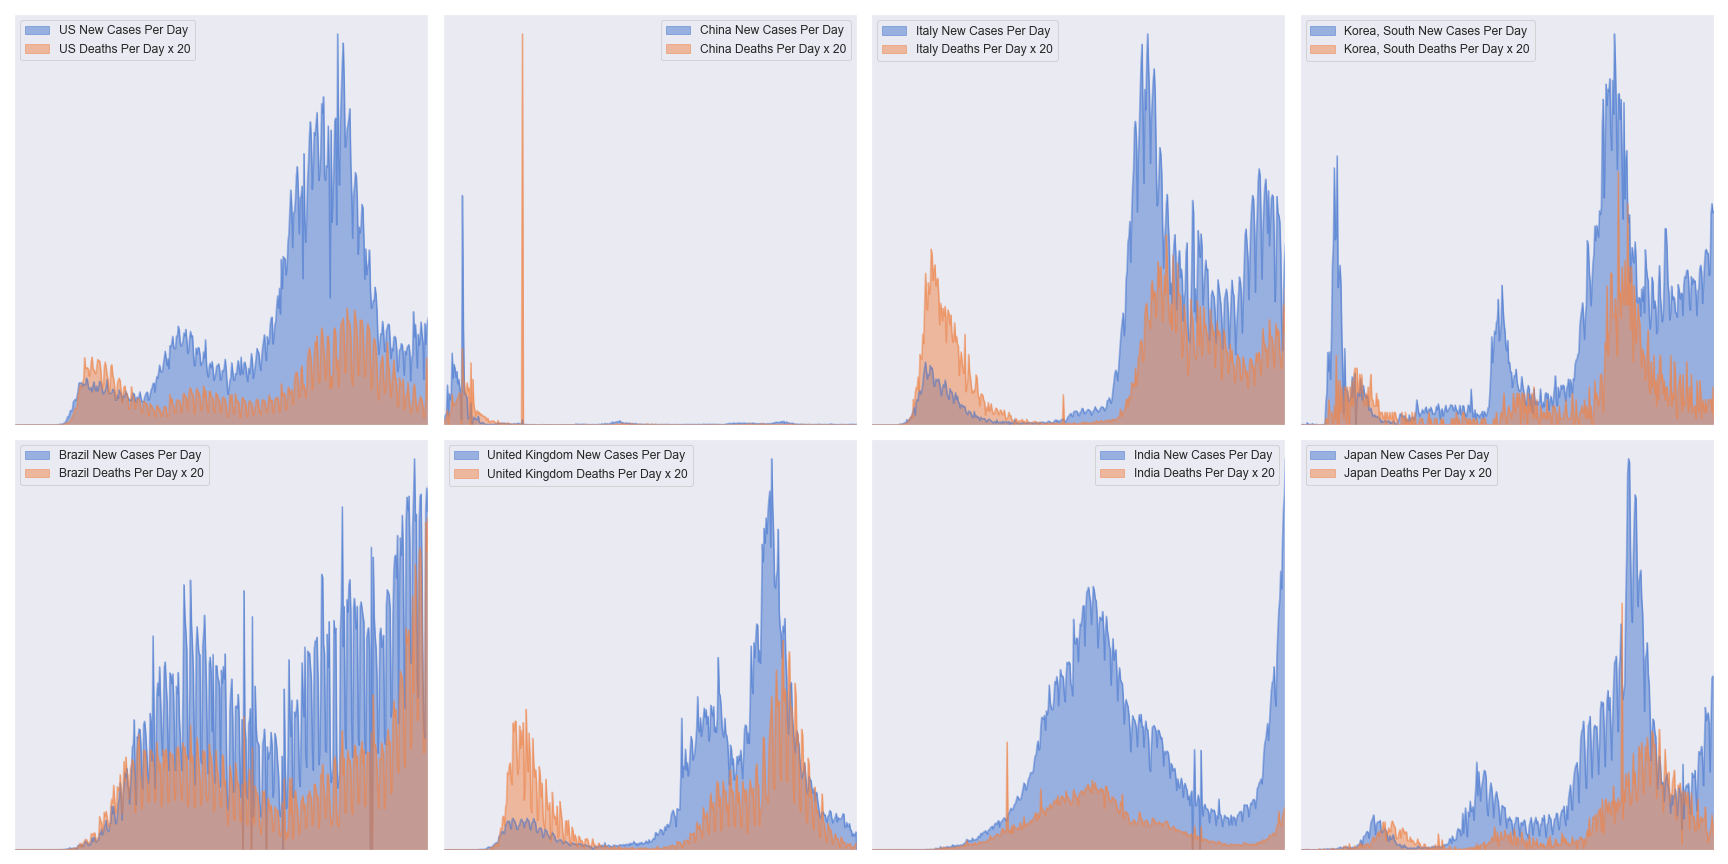 US New Cases Per Day
US Deaths Per Day x 20
China New Cases Per Day
China Deaths Per Day x 20
Italy New Cases Per Day
Italy Deaths Per Day x 20
Korea, South New Cases Per Day
Korea, South Deaths Per Day x 20
Brazil New Cases Per Day
Brazil Deaths Per Day x 20
United Kingdom New Cases Per Day
United Kingdom Deaths Per Day x 20
India New Cases Per Day
India Deaths Per Day x 20
Japan New Cases Per Day
Japan Deaths Per Day x 20